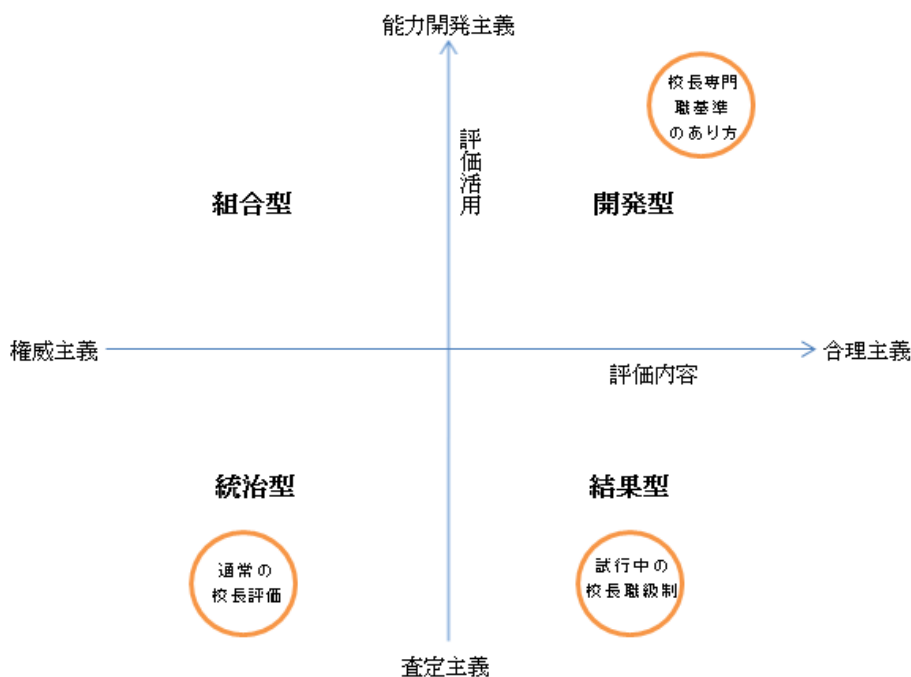 能力開発主義
校長専門
職基準
のあり方
評価活用
組合型
開発型
権威主義
合理主義
評価内容
統治型
結果型
通常の
校長評価
試行中の
校長職級制
査定主義